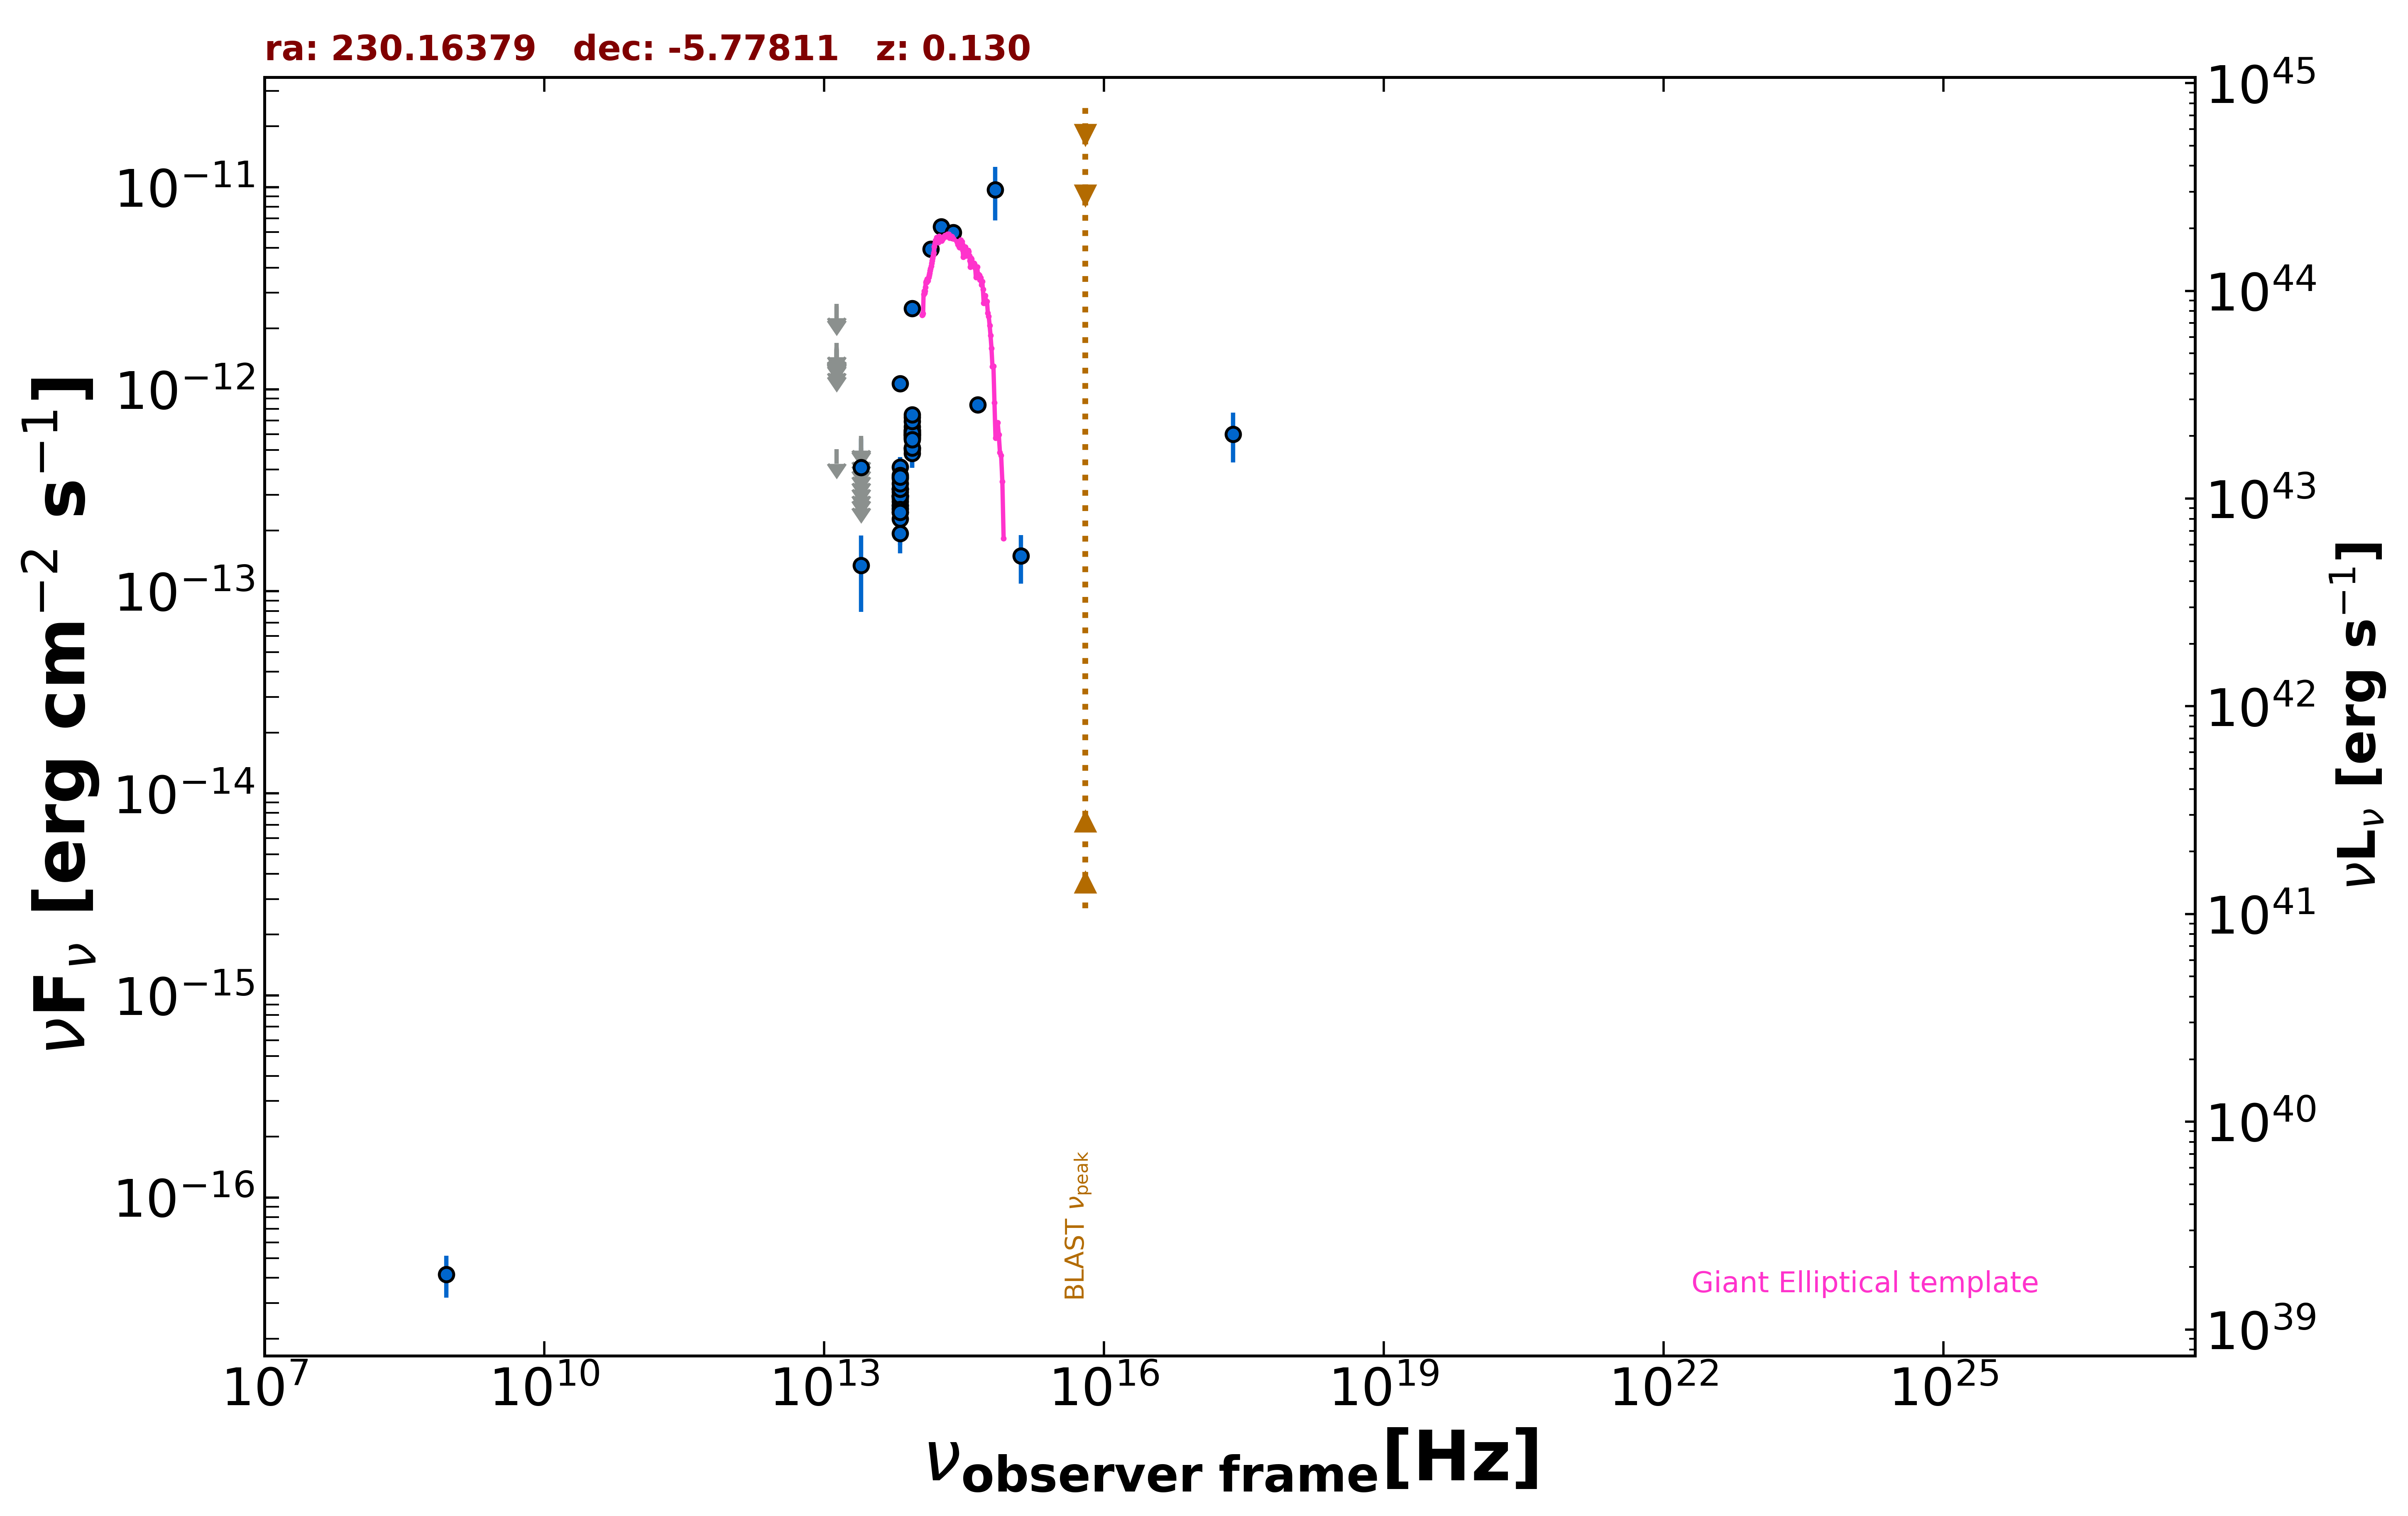 ra: 230.16379   dec: -5.77811   z: 0.130
10^45
10^−11
10^44
10^−12
10^43
10^−13
10^42
10^−14
10^41
10^−15
10^40
10^−16
10^39
νF_ν [erg cm^−2 s^−1]
νL_ν [erg s^−1]
BLAST ν_peak
Giant Elliptical template
10^7 10^10 10^13 10^16 10^19 10^22 10^25
ν_observer frame [Hz]